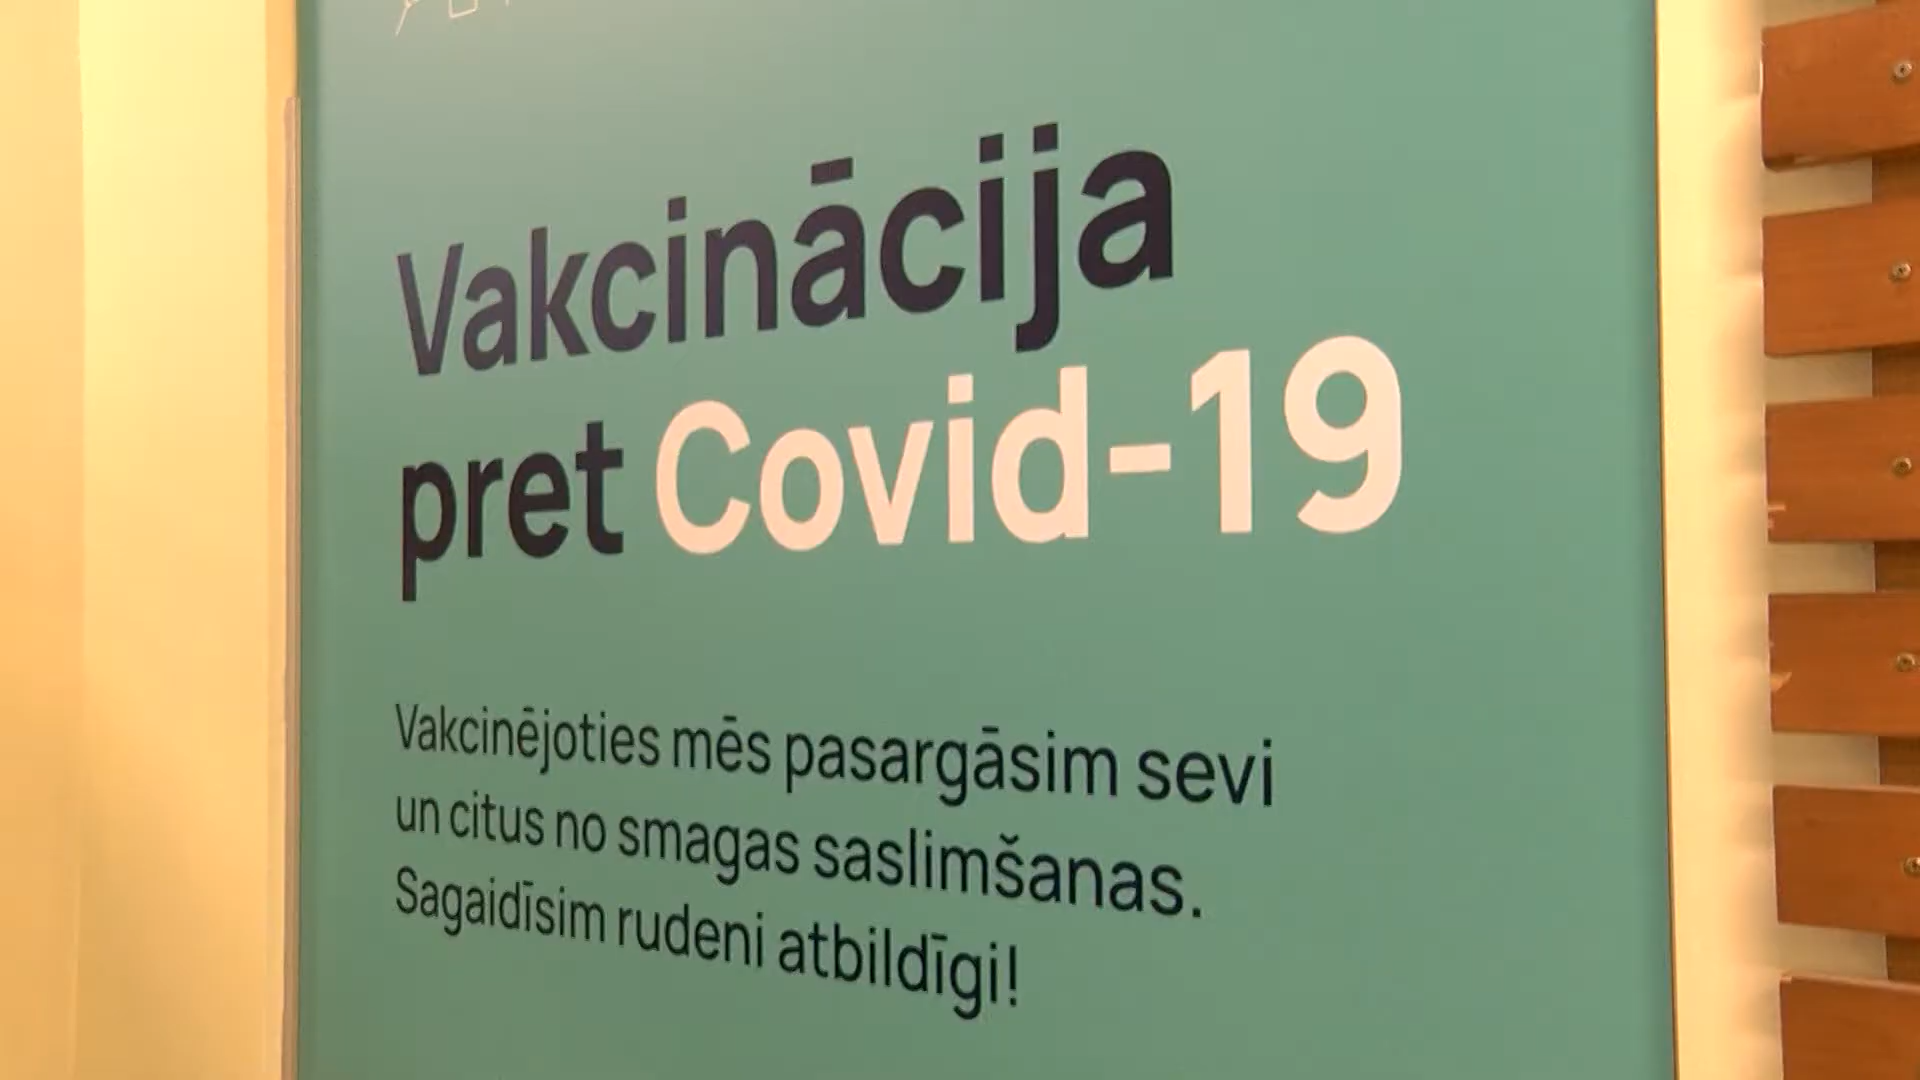 Vakcinācija
pret Covid-19
Vakcinējoties mēs pasargāsim sevi
un citus no smagas saslimšanas.
Sagaidīsim rudeni atbildīgi!